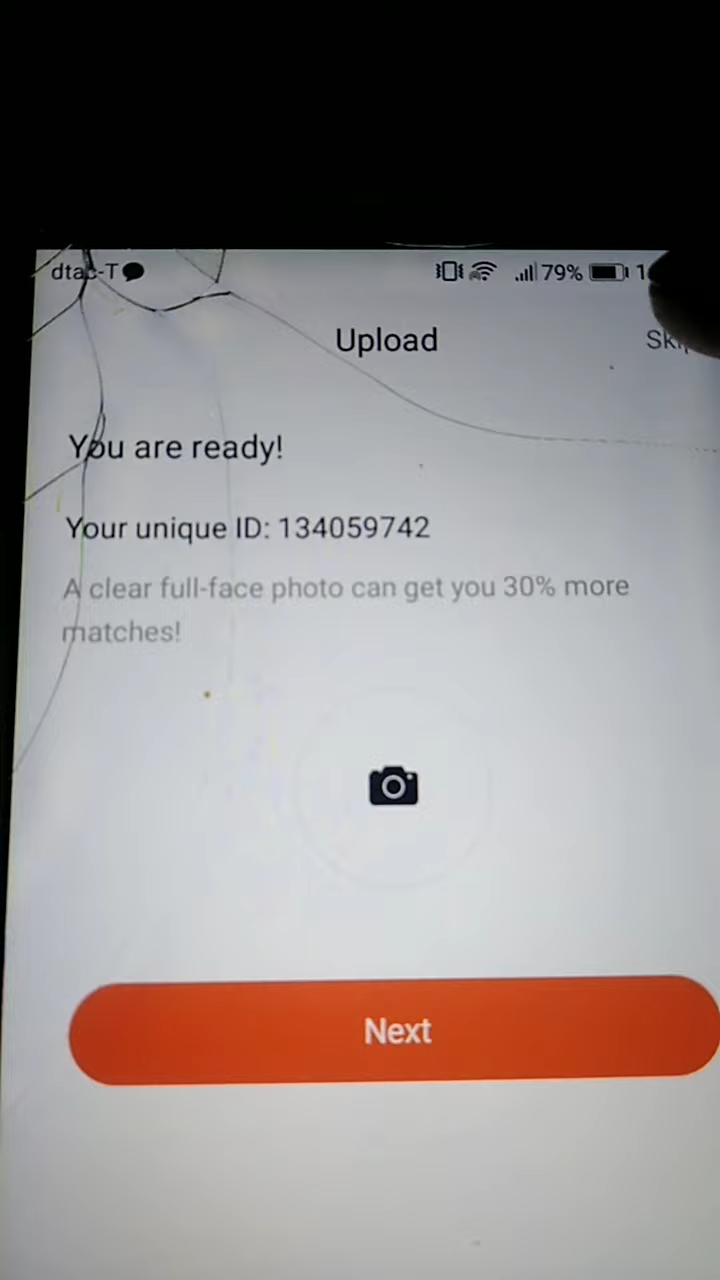 dtac-T
79%
Upload
You are ready!
Your unique ID: 134059742
A clear full-face photo can get you 30% more
matches!
Next